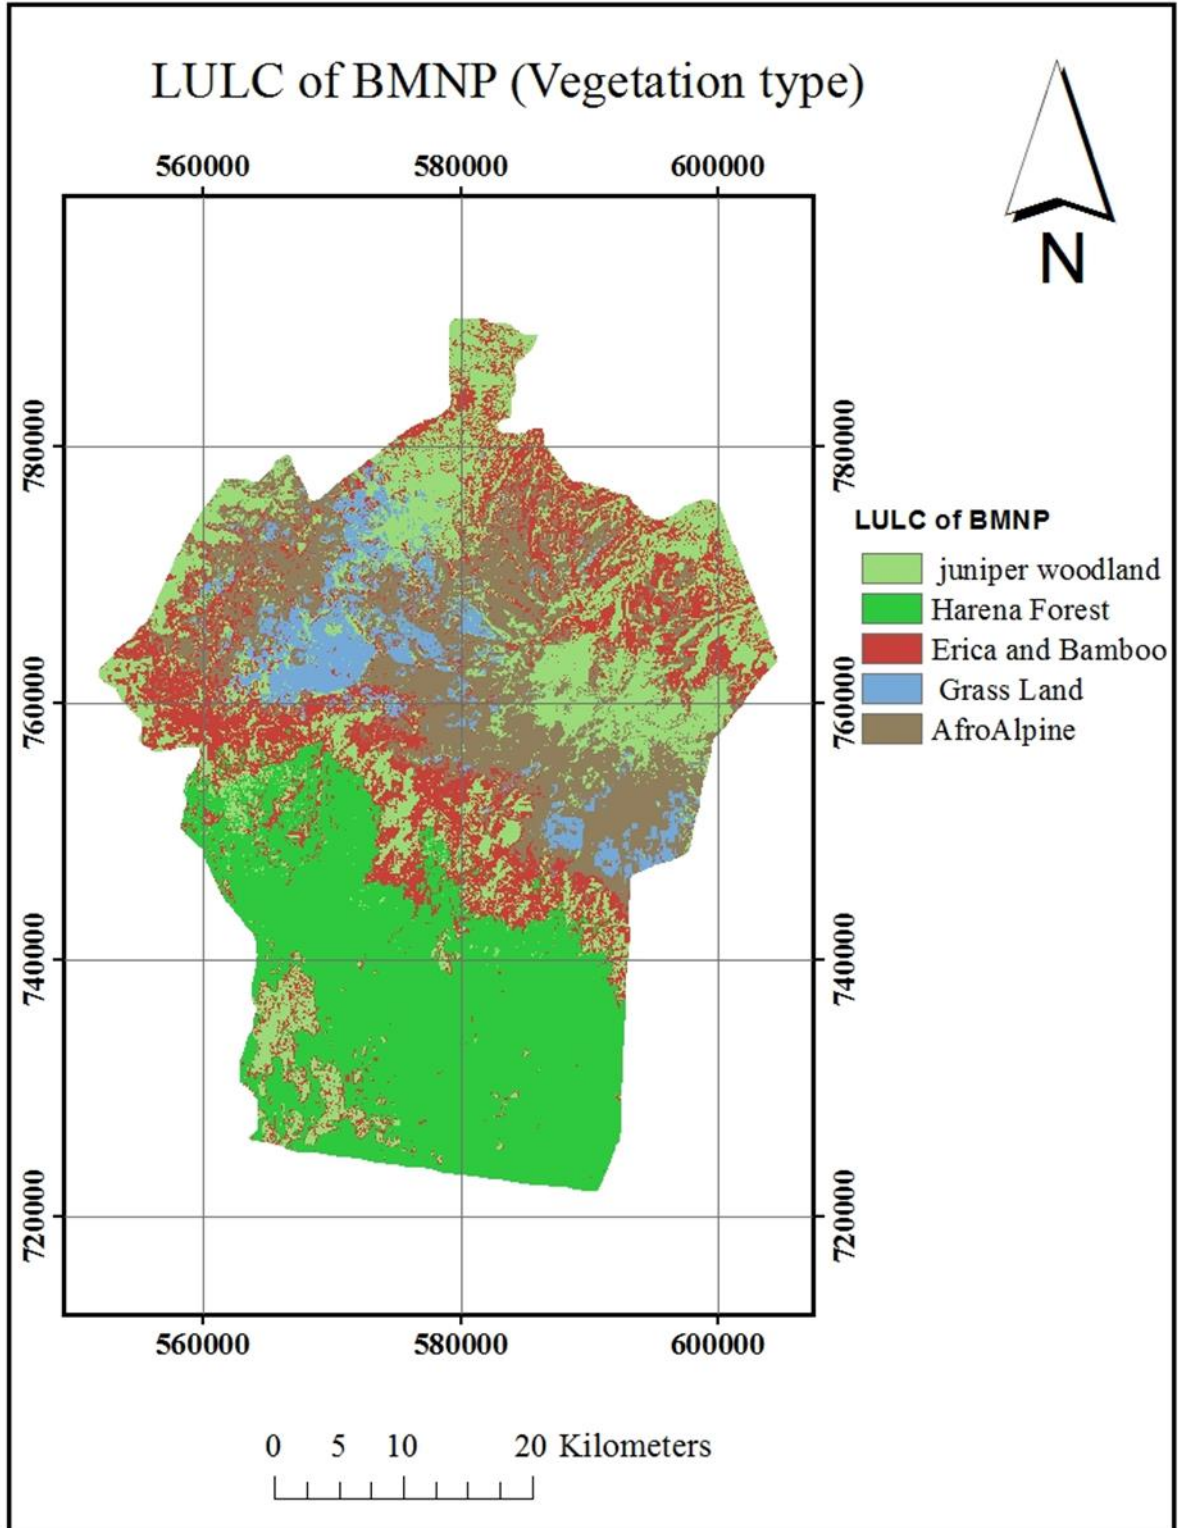 LULC of BMNP (Vegetation type)
N
560000 580000 600000
780000 780000
760000 760000
740000 740000
720000 720000
560000 580000 600000
LULC of BMNP
juniper woodland
Harena Forest
Erica and Bamboo
Grass Land
AfroAlpine
0 5 10 20 Kilometers